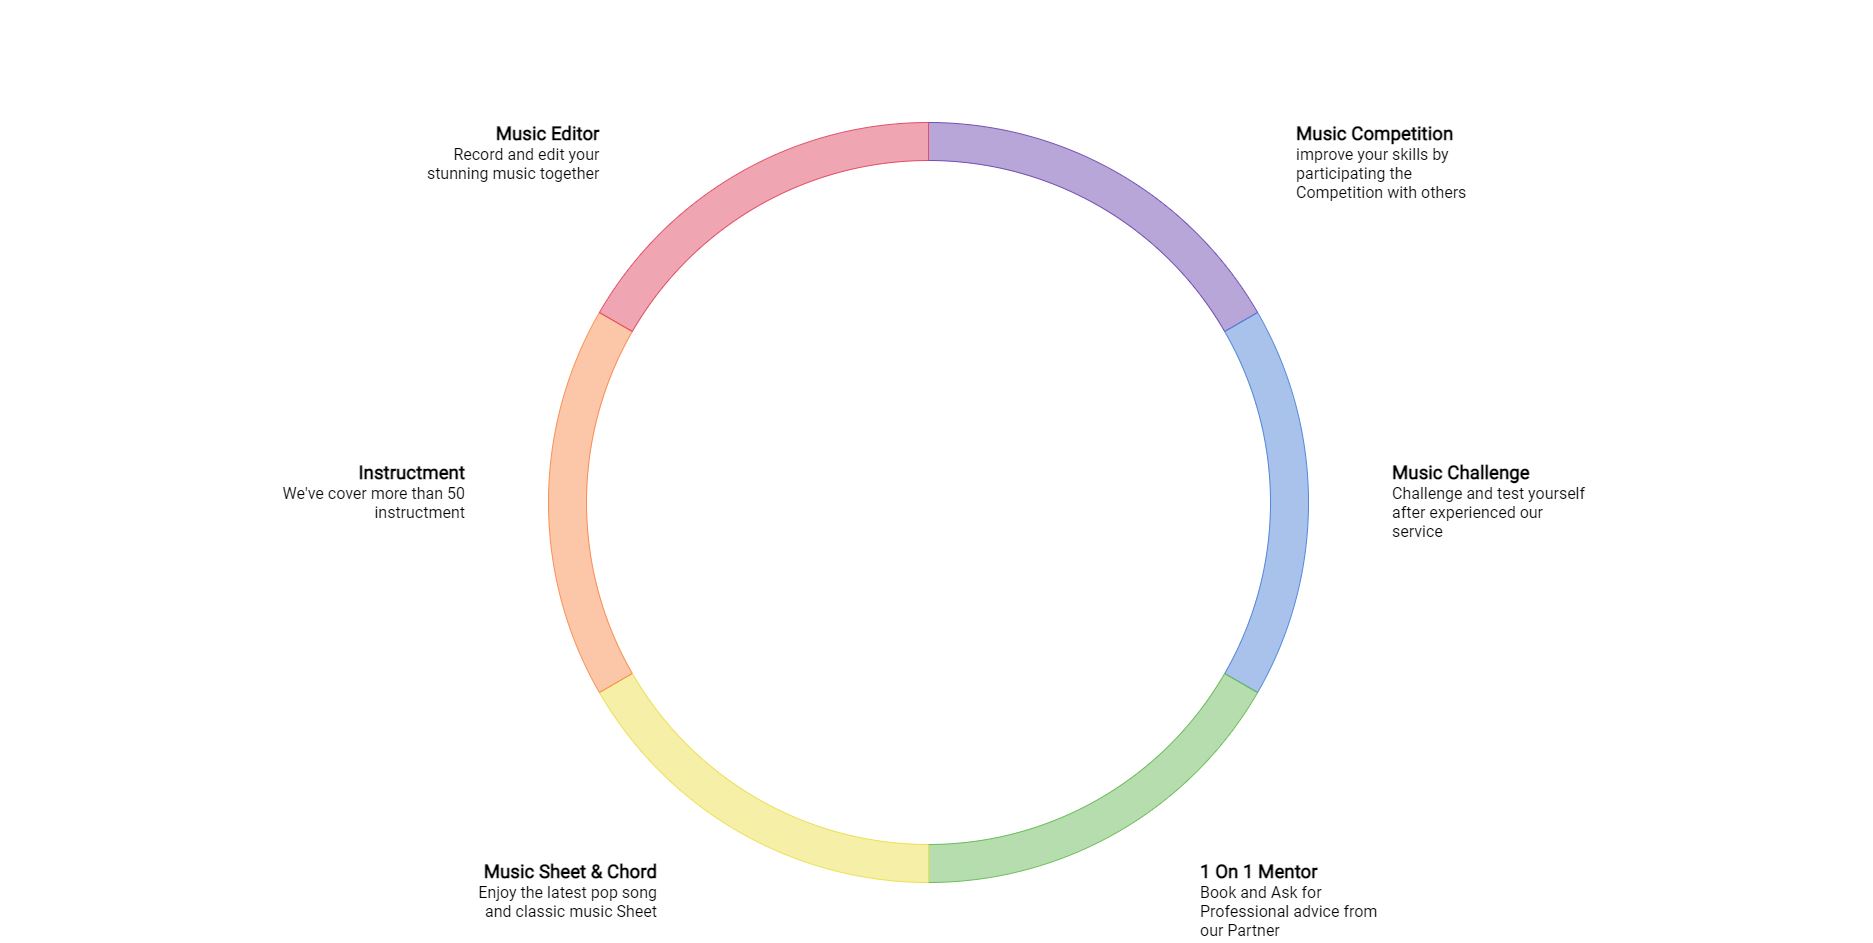 Music Editor
Record and edit your
stunning music together
Music Competition
improve your skills by
participating the
Competition with others
Instructment
We've cover more than 50
instructment
Music Challenge
Challenge and test yourself
after experienced our
service
Music Sheet & Chord
Enjoy the latest pop song
and classic music Sheet
1 On 1 Mentor
Book and Ask for
Professional advice from
our Partner